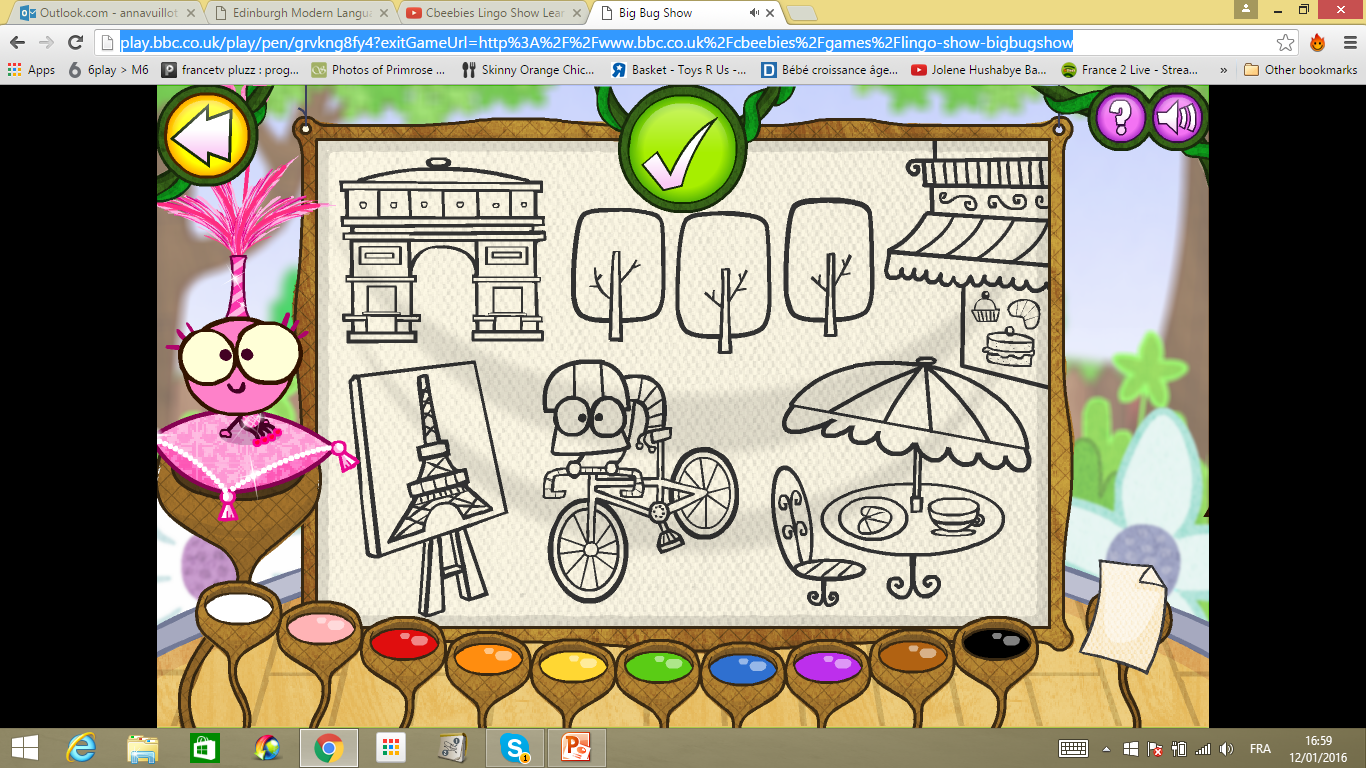 Outlook.com - annavuillot
Edinburgh Modern Langu
Cbeebies Lingo Show Lear
Big Bug Show
play.bbc.co.uk/play/pen/grvkng8fy4?exitGameUrl=http%3A%2F%2Fwww.bbc.co.uk%2Fcbeebies%2Fgames%2Flingo-show-bigbugshow
Apps
6play > M6
francetv pluzz : prog...
Photos of Primrose ...
Skinny Orange Chic...
Basket - Toys R Us -...
Bébé croissance âge...
Jolene Hushabye Ba...
France 2 Live - Strea...
»
Other bookmarks
?
FRA
16:59
12/01/2016